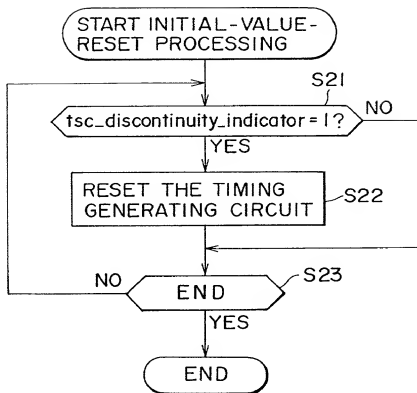 START INITIAL-VALUE-
RESET PROCESSING
S21
tsc_discontinuity_indicator = 1?
NO
YES
RESET THE TIMING
GENERATING CIRCUIT
S22
NO
END
S23
YES
END